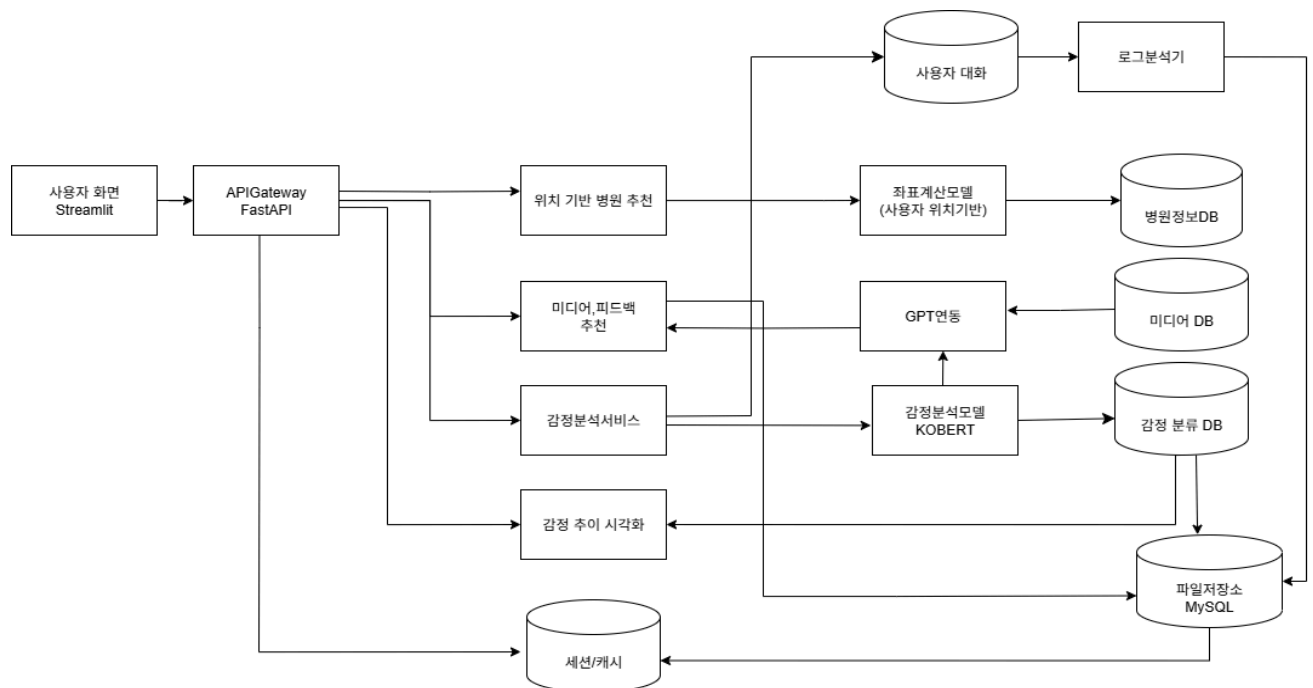 사용자 대화
로그분석기
사용자 화면
Streamlit
APIGateway
FastAPI
위치 기반 병원 추천
좌표계산모델
(사용자 위치기반)
병원정보DB
미디어,피드백
추천
GPT연동
미디어 DB
감정분석서비스
감정분석모델
KOBERT
감정 분류 DB
감정 추이 시각화
파일저장소
MySQL
세션/캐시